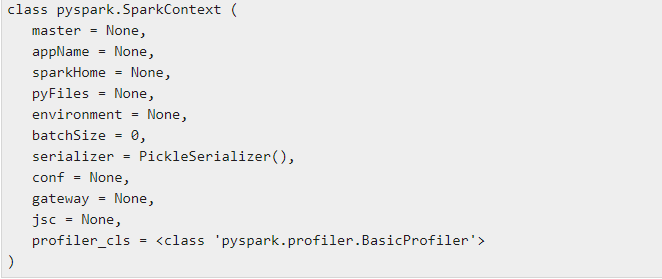 class pyspark.SparkContext (
   master = None,
   appName = None,
   sparkHome = None,
   pyFiles = None,
   environment = None,
   batchSize = 0,
   serializer = PickleSerializer(),
   conf = None,
   gateway = None,
   jsc = None,
   profiler_cls = <class 'pyspark.profiler.BasicProfiler'>
)